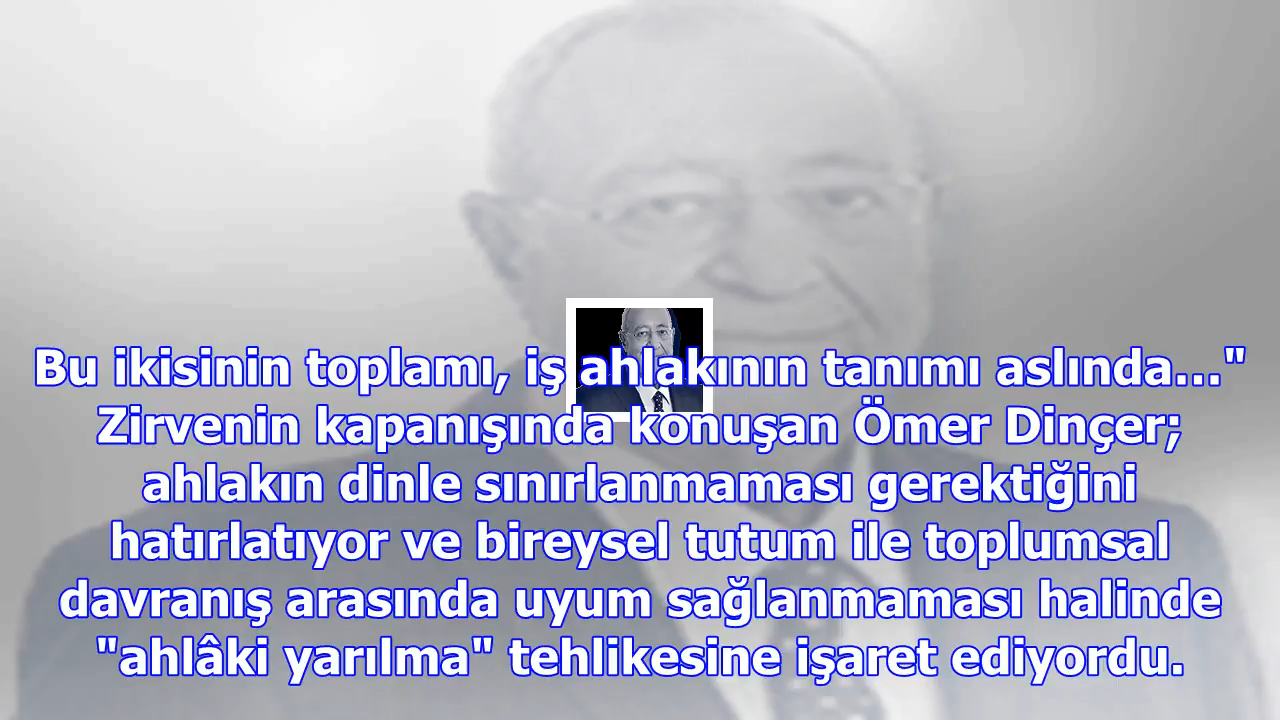 Bu ikisinin toplamı, iş ahlakının tanımı aslında..."
Zirvenin kapanışında konuşan Ömer Dinçer;
ahlakın dinle sınırlanmaması gerektiğini
hatırlatıyor ve bireysel tutum ile toplumsal
davranış arasında uyum sağlanmaması halinde
"ahlâki yarılma" tehlikesine işaret ediyordu.